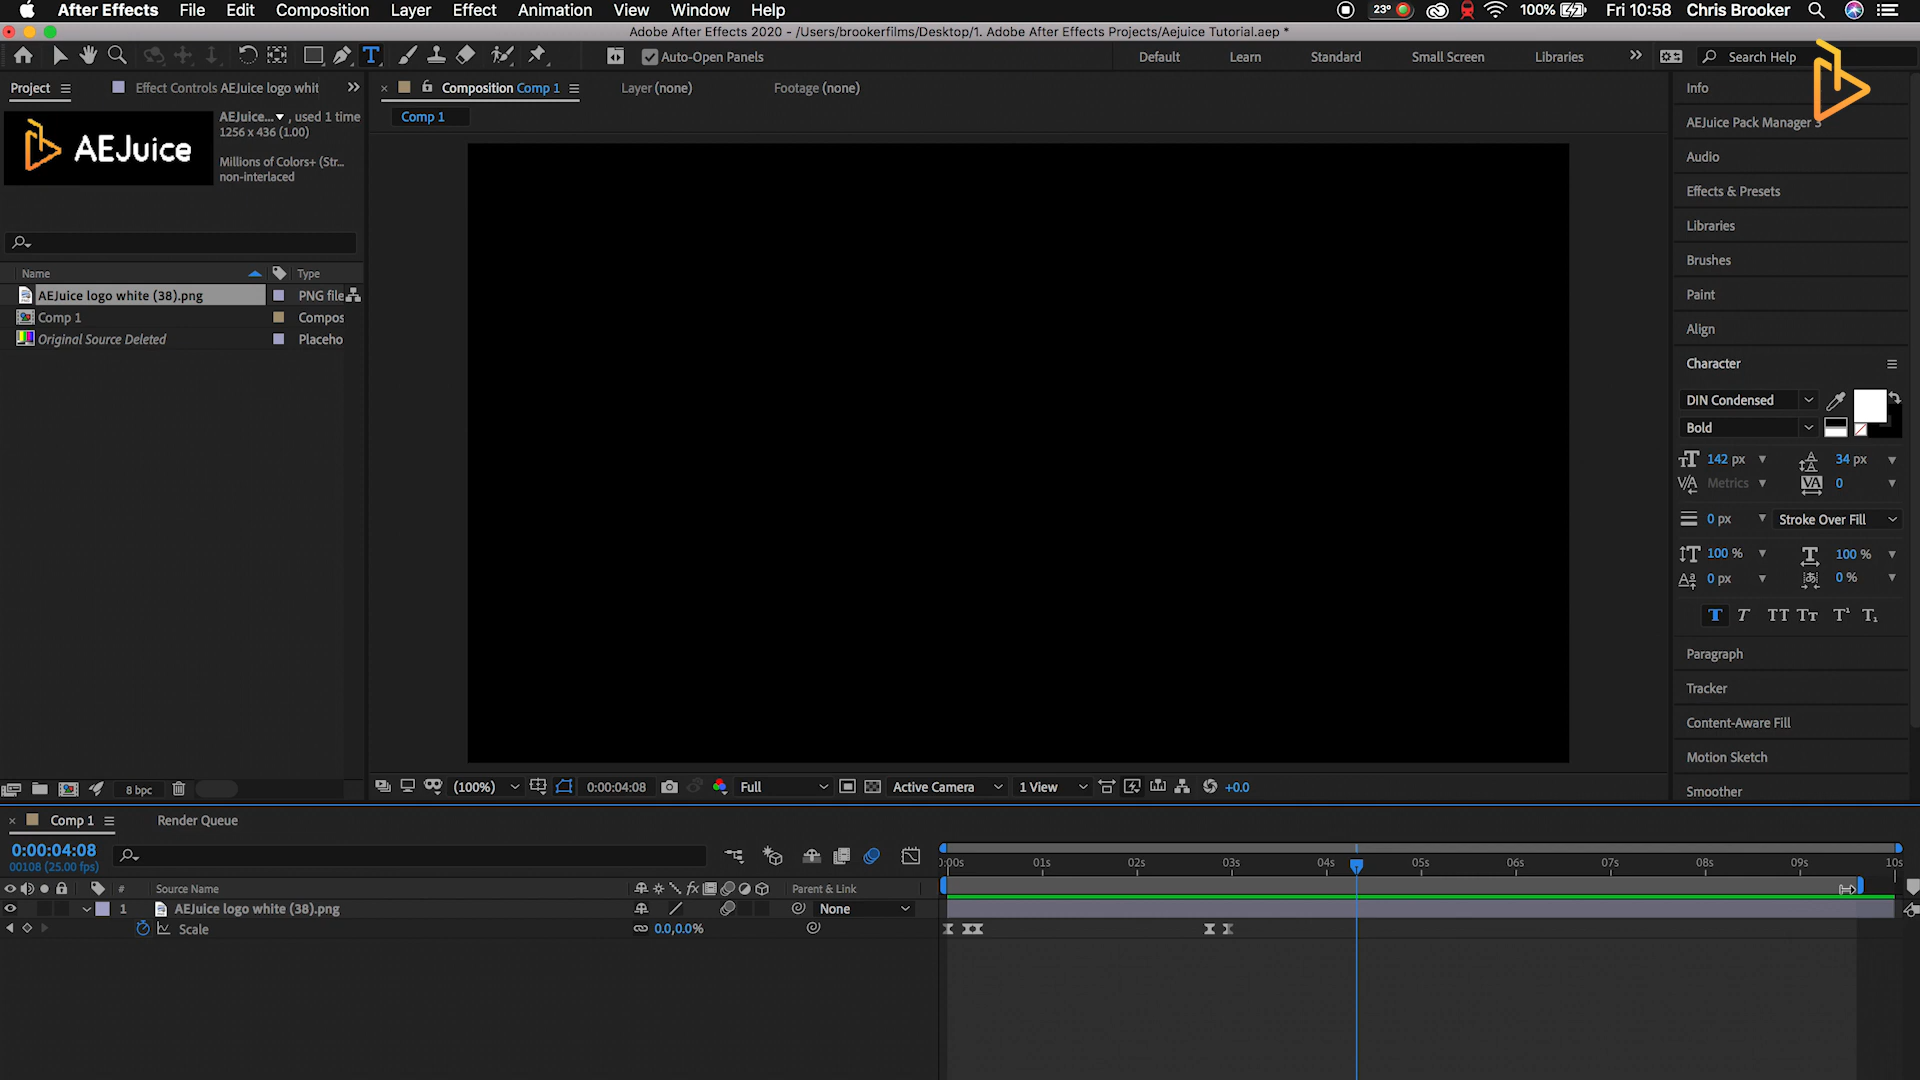 After Effects File Edit Composition Layer Effect Animation View Window Help 23° 100% Fri 10:58 Chris Brooker
Adobe After Effects 2020 - /Users/brookerfilms/Desktop/1. Adobe After Effects Projects/Aejuice Tutorial.aep *
Auto-Open Panels Default Learn Standard Small Screen Libraries Search Help
Project Effect Controls AEJuice logo whit
Composition Comp 1 Layer (none) Footage (none)
Comp 1
AEJuice
AEJuice... , used 1 time
1256 x 436 (1.00)
Millions of Colors+ (Str...
non-interlaced
Name Type
AEJuice logo white (38).png PNG file
Comp 1 Compos
Original Source Deleted Placeho
Info
AEJuice Pack Manager 3
Audio
Effects & Presets
Libraries
Brushes
Paint
Align
Character
DIN Condensed
Bold
142 px 34 px
Metrics 0
0 px Stroke Over Fill
100 % 100 %
0 px 0 %
T T TT Tт T¹ T₁
Paragraph
Tracker
Content-Aware Fill
Motion Sketch
Smoother
8 bpc
(100%) 0:00:04:08 Full Active Camera 1 View +0.0
Comp 1 Render Queue
0:00:04:08
00108 (25.00 fps)
:00s 01s 02s 03s 04s 05s 06s 07s 08s 09s 10s
# Source Name Parent & Link
1 AEJuice logo white (38).png None
Scale 0.0,0.0%